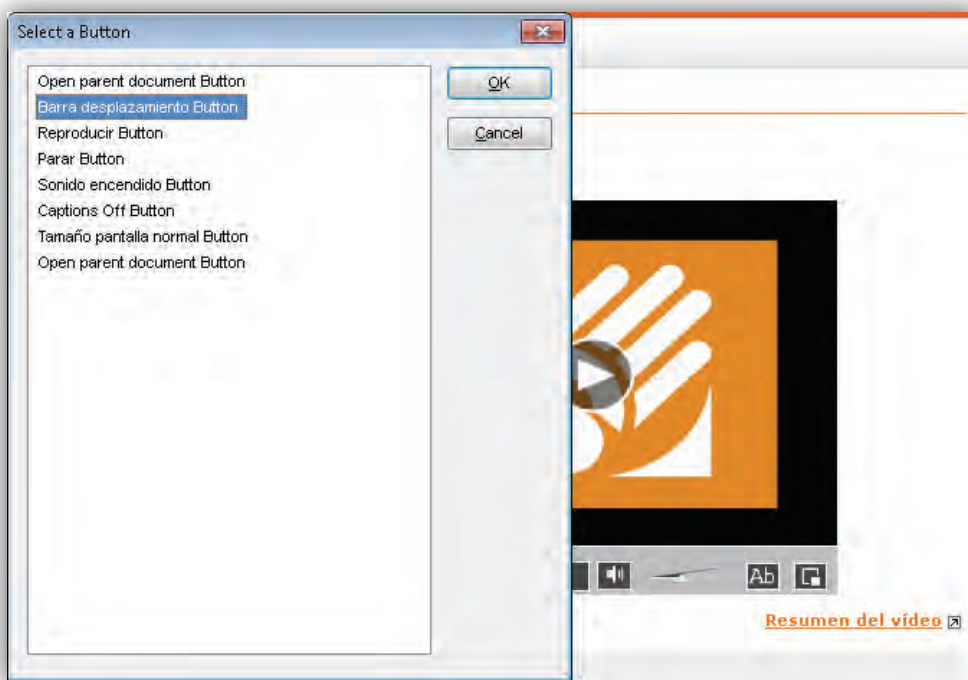 Select a Button
Open parent document Button
Barra desplazamiento Button
Reproducir Button
Parar Button
Sonido encendido Button
Captions Off Button
Tamaño pantalla normal Button
Open parent document Button
OK
Cancel
Ab
Resumen del vídeo